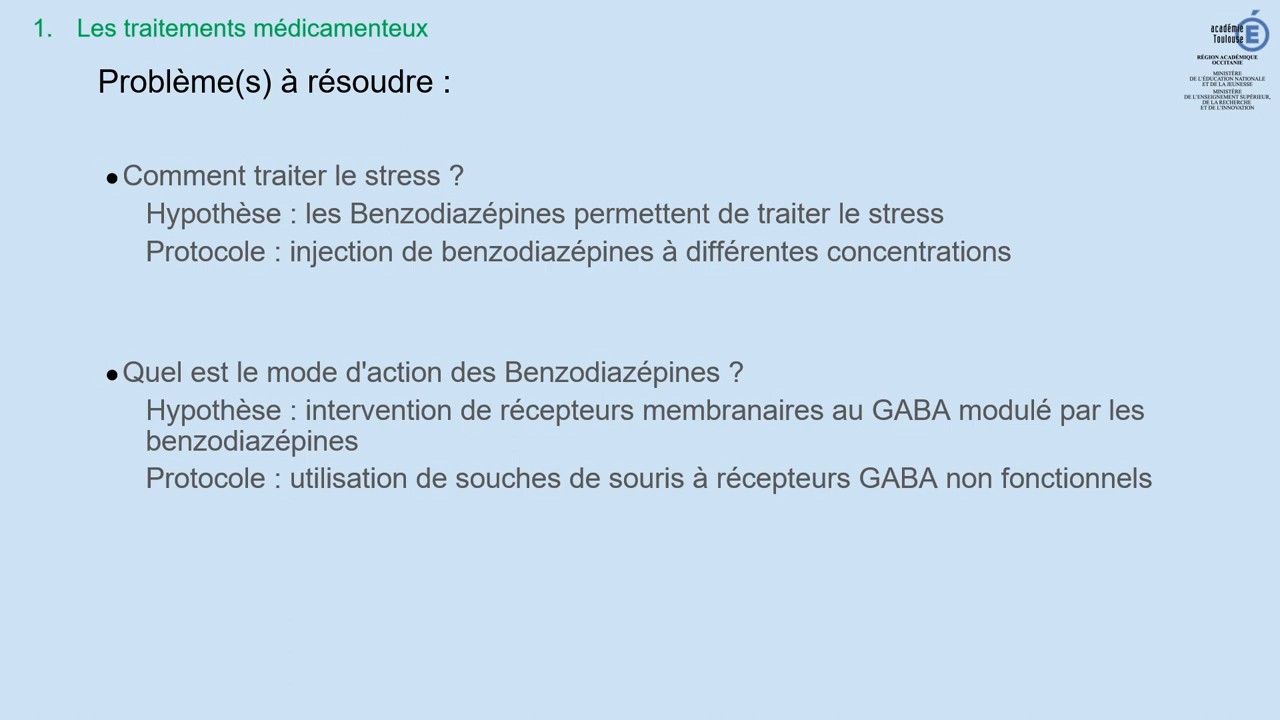 1. Les traitements médicamenteux
Problème(s) à résoudre :
●Comment traiter le stress ?
Hypothèse : les Benzodiazépines permettent de traiter le stress
Protocole : injection de benzodiazépines à différentes concentrations
●Quel est le mode d'action des Benzodiazépines ?
Hypothèse : intervention de récepteurs membranaires au GABA modulé par les
benzodiazépines
Protocole : utilisation de souches de souris à récepteurs GABA non fonctionnels
académie
Toulouse
É
RÉGION ACADÉMIQUE
OCCITANIE
MINISTÈRE
DE L'ÉDUCATION NATIONALE
ET DE LA JEUNESSE
MINISTÈRE
DE L'ENSEIGNEMENT SUPÉRIEUR,
DE LA RECHERCHE
ET DE L'INNOVATION